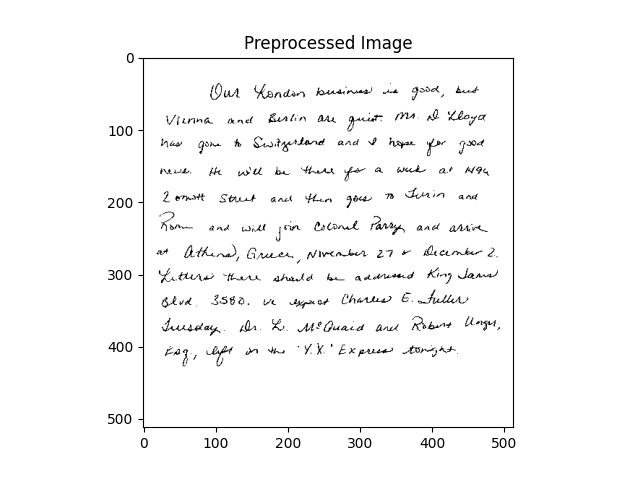 Preprocessed Image
Our London business is good, but
Vienna and Berlin are quiet. Mr. D. Lloyd
has gone to Switzerland and I hope for good
news. He will be there for a week at 1496
Zermott Street and then goes to Turin and
Rome and will join Colonel Parry and arrive
at Athens, Greece, November 27 or December 2.
Letters there should be addressed King James
Blvd. 3580. We expect Charles E. Fuller
Tuesday. Dr. L. McQuaid and Robert Unger,
Esq., left on the 'Y.X.' Express tonight.
0
100
200
300
400
500
0 100 200 300 400 500